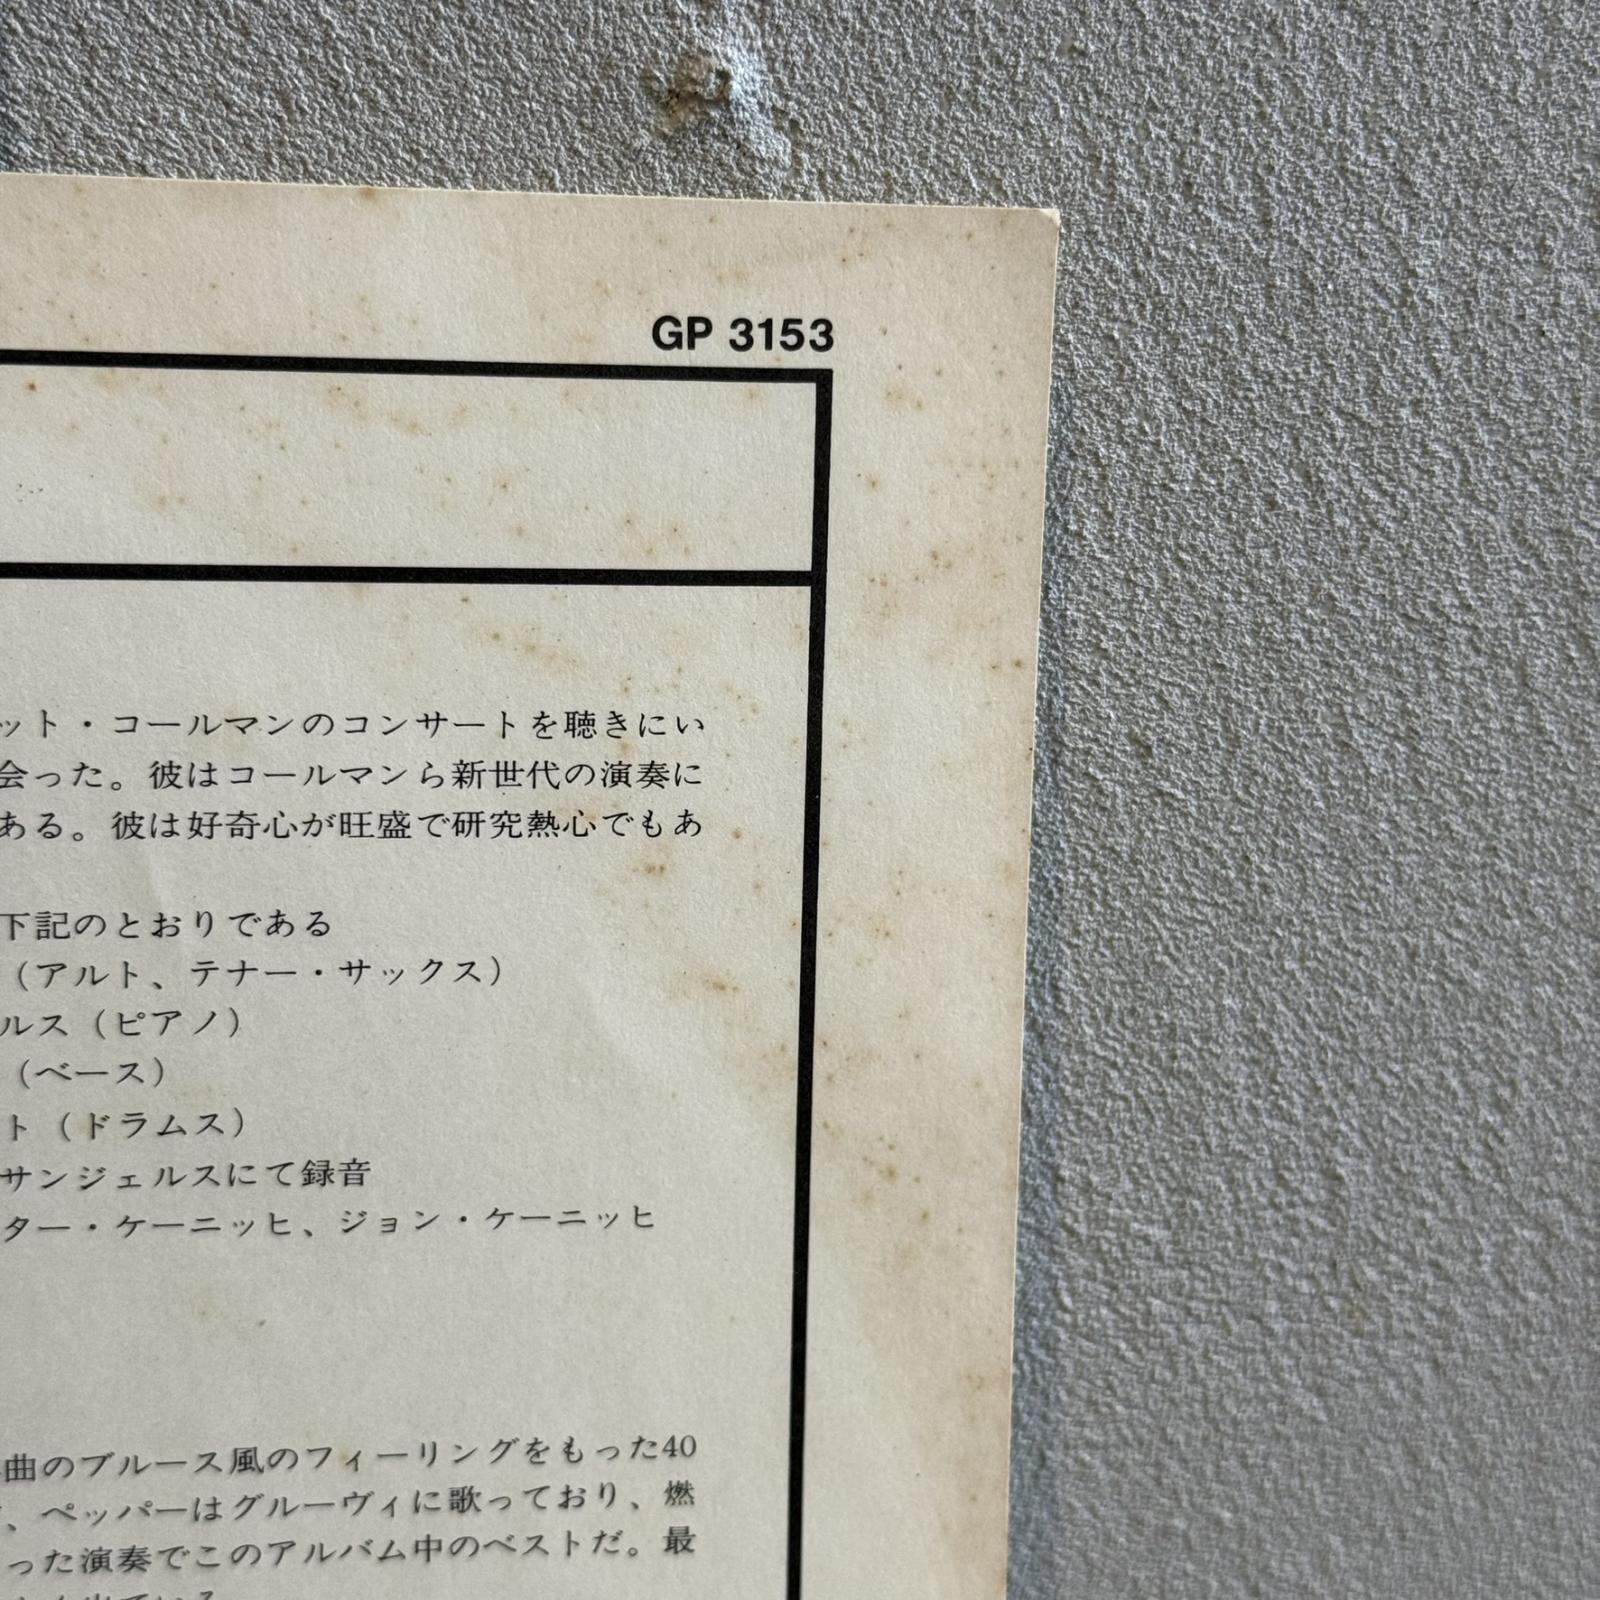 GP 3153
ット・コールマンのコンサートを聴きにい
会った。彼はコールマンら新世代の演奏に
ある。彼は好奇心が旺盛で研究熱心でもあ
下記のとおりである
（アルト、テナー・サックス）
ルス（ピアノ）
（ベース）
ト（ドラムス）
サンジェルスにて録音
ター・ケーニッヒ、ジョン・ケーニッヒ
曲のブルース風のフィーリングをもった40
、ペッパーはグルーヴィに歌っており、燃
った演奏でこのアルバム中のベストだ。最